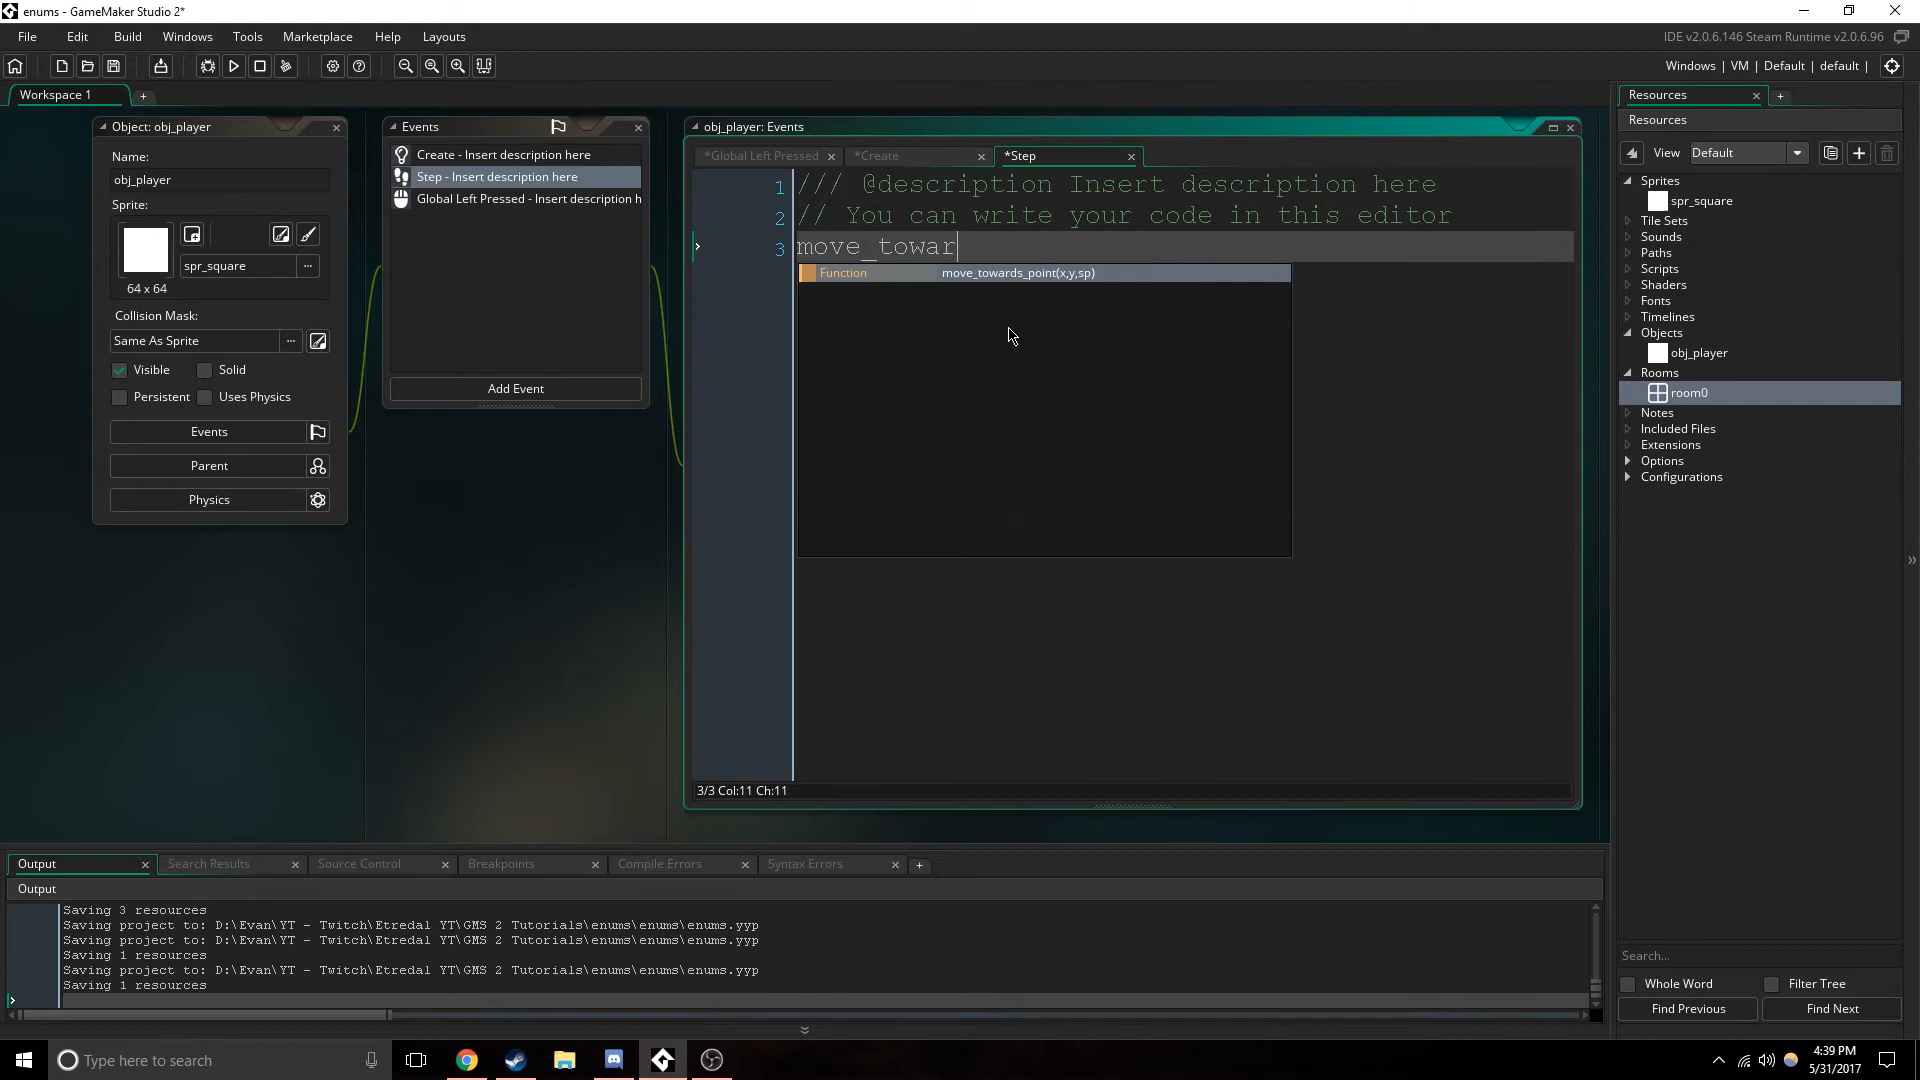 enums - GameMaker Studio 2*
File Edit Build Windows Tools Marketplace Help Layouts
IDE v2.0.6.146 Steam Runtime v2.0.6.96
Windows | VM | Default | default |
Workspace 1
Object: obj_player
Name:
obj_player
Sprite:
spr_square
64 x 64
Collision Mask:
Same As Sprite
Visible Solid
Persistent Uses Physics
Events
Parent
Physics
Events
Create - Insert description here
Step - Insert description here
Global Left Pressed - Insert description h
Add Event
obj_player: Events
*Global Left Pressed *Create *Step
1 /// @description Insert description here
2 // You can write your code in this editor
3 move_towar
Function move_towards_point(x,y,sp)
3/3 Col:11 Ch:11
Resources
Resources
View Default
Sprites
spr_square
Tile Sets
Sounds
Paths
Scripts
Shaders
Fonts
Timelines
Objects
obj_player
Rooms
room0
Notes
Included Files
Extensions
Options
Configurations
Search...
Whole Word Filter Tree
Find Previous Find Next
Output Search Results Source Control Breakpoints Compile Errors Syntax Errors
Output
Saving 3 resources
Saving project to: D:\Evan\YT - Twitch\Etredal YT\GMS 2 Tutorials\enums\enums.yyp
Saving project to: D:\Evan\YT - Twitch\Etredal YT\GMS 2 Tutorials\enums\enums.yyp
Saving 1 resources
Saving project to: D:\Evan\YT - Twitch\Etredal YT\GMS 2 Tutorials\enums\enums.yyp
Saving 1 resources
Type here to search
4:39 PM
5/31/2017